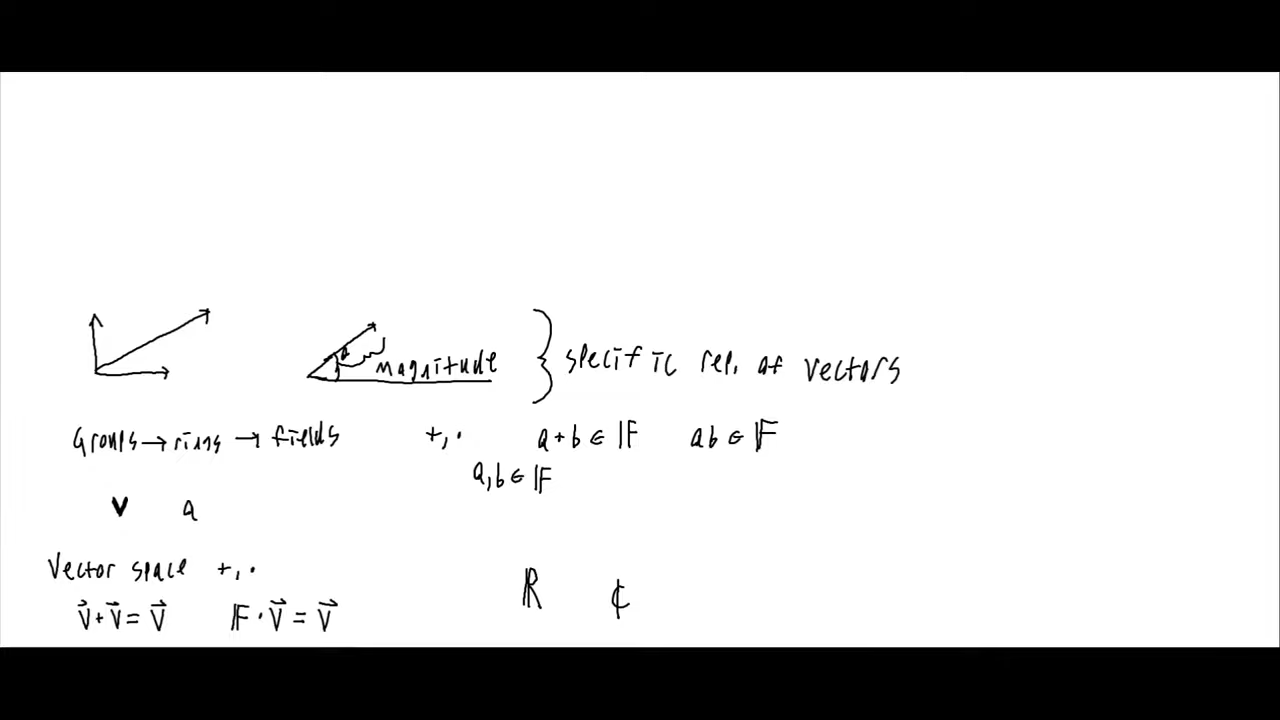 θ magnitude } specific rep. of vectors
Groups → rings → fields +, · a + b ∈ 𝔽 ab ∈ 𝔽
a, b ∈ 𝔽
v a
Vector space +, ·
V⃗ + V⃗ = V⃗ 𝔽 · V⃗ = V⃗ ℝ ℂ